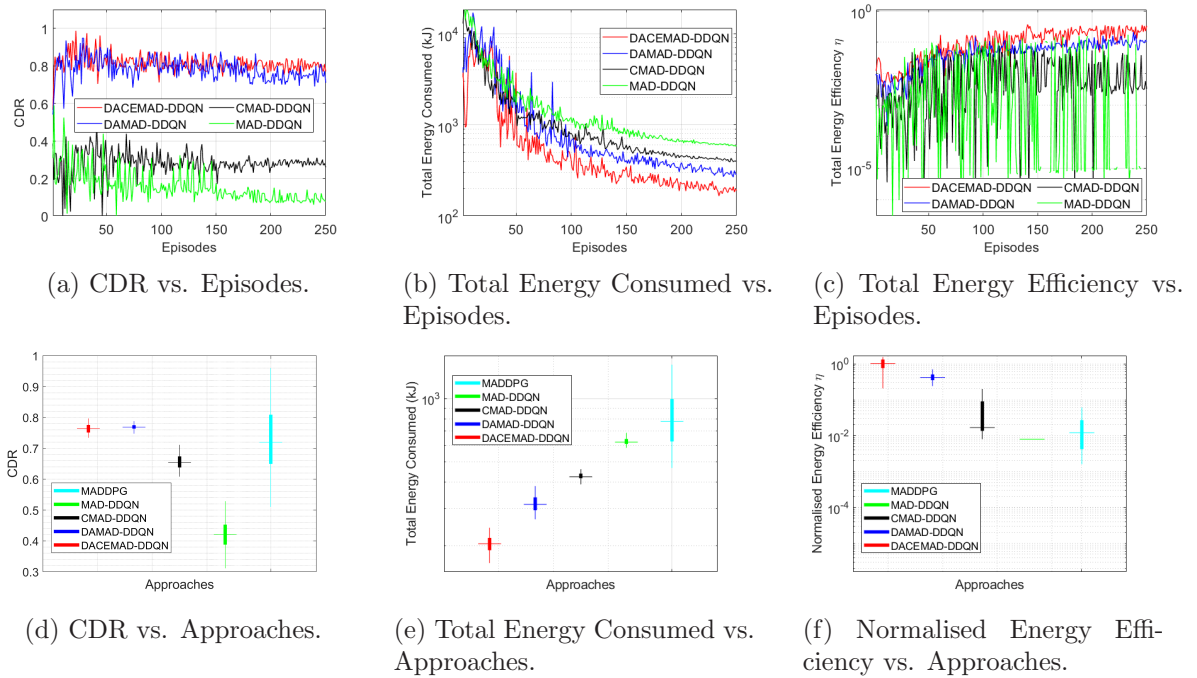 1
0.8
0.6
0.4
0.2
0
CDR
DACEMAD-DDQN
DAMAD-DDQN
CMAD-DDQN
MAD-DDQN
50
100
150
200
250
Episodes
(a) CDR vs. Episodes.
10^4
10^3
10^2
Total Energy Consumed (kJ)
DACEMAD-DDQN
DAMAD-DDQN
CMAD-DDQN
MAD-DDQN
50
100
150
200
250
Episodes
(b) Total Energy Consumed vs.
Episodes.
10^0
10^-5
Total Energy Efficiency η
DACEMAD-DDQN
DAMAD-DDQN
CMAD-DDQN
MAD-DDQN
50
100
150
200
250
Episodes
(c) Total Energy Efficiency vs.
Episodes.
1
0.9
0.8
0.7
0.6
0.5
0.4
0.3
CDR
MADDPG
MAD-DDQN
CMAD-DDQN
DAMAD-DDQN
DACEMAD-DDQN
Approaches
(d) CDR vs. Approaches.
10^3
Total Energy Consumed (kJ)
MADDPG
MAD-DDQN
CMAD-DDQN
DAMAD-DDQN
DACEMAD-DDQN
Approaches
(e) Total Energy Consumed vs.
Approaches.
10^0
10^-2
10^-4
Normalised Energy Efficiency η
MADDPG
MAD-DDQN
CMAD-DDQN
DAMAD-DDQN
DACEMAD-DDQN
Approaches
(f) Normalised Energy Effi-
ciency vs. Approaches.